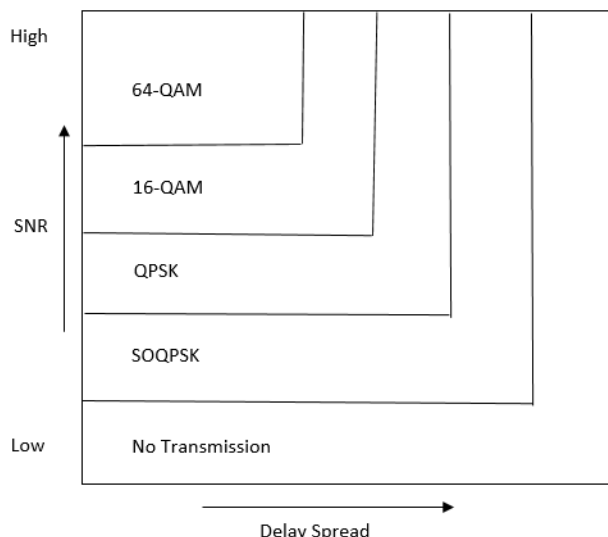 High
64-QAM
16-QAM
SNR
QPSK
SOQPSK
Low
No Transmission
Delay Spread